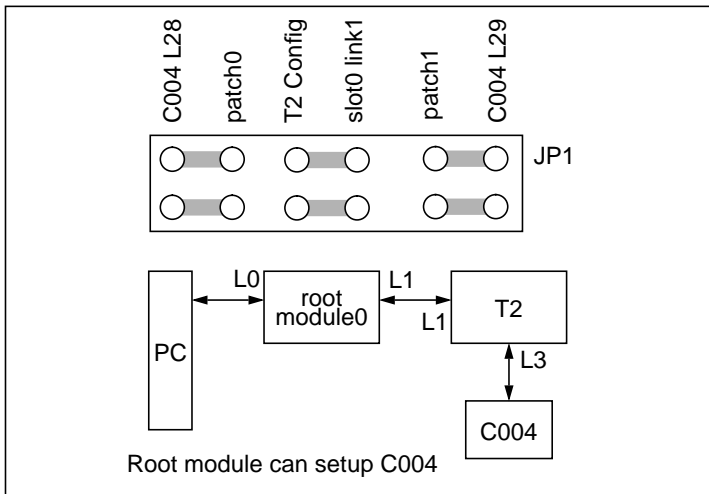 C004 L28
patch0
T2 Config
slot0 link1
patch1
C004 L29
JP1
L0
L1
root
module0
L1
T2
PC
L3
C004
Root module can setup C004